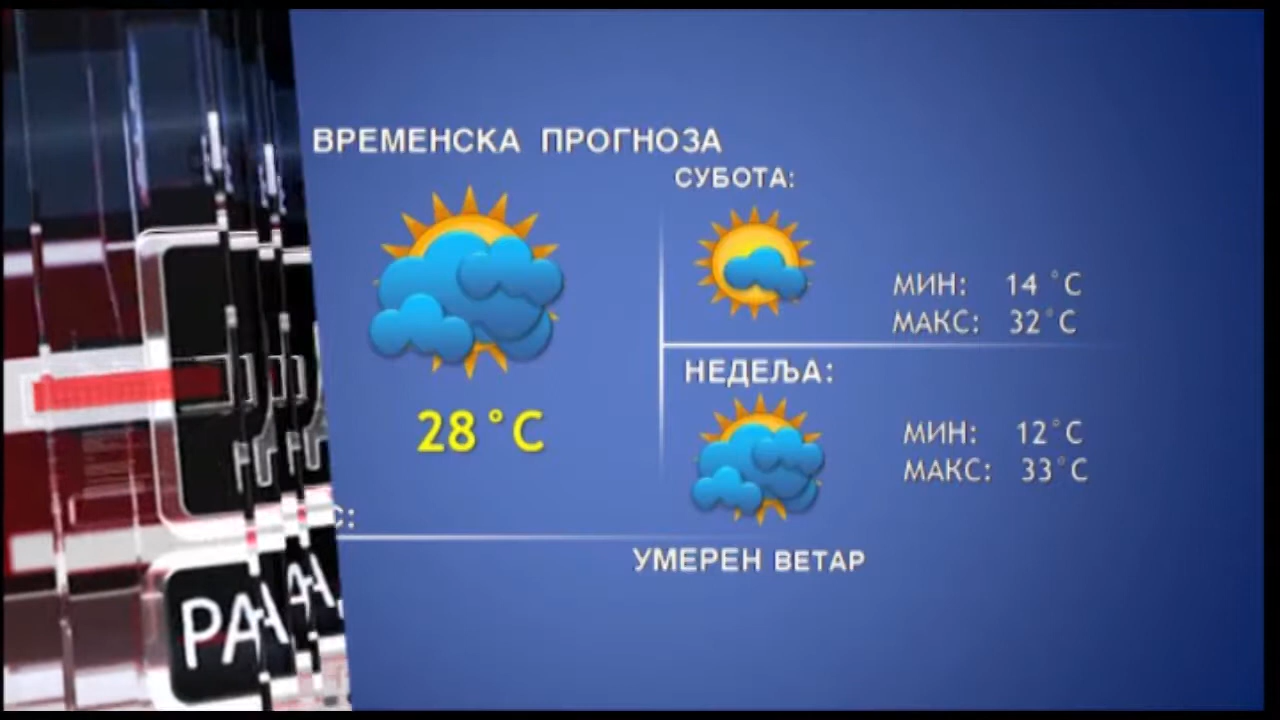 ВРЕМЕНСКА ПРОГНОЗА
СУБОТА:
МИН: 14 °C
МАКС: 32°C
28°C
НЕДЕЉА:
МИН: 12°C
МАКС: 33°C
С:
УМЕРЕН ВЕТАР